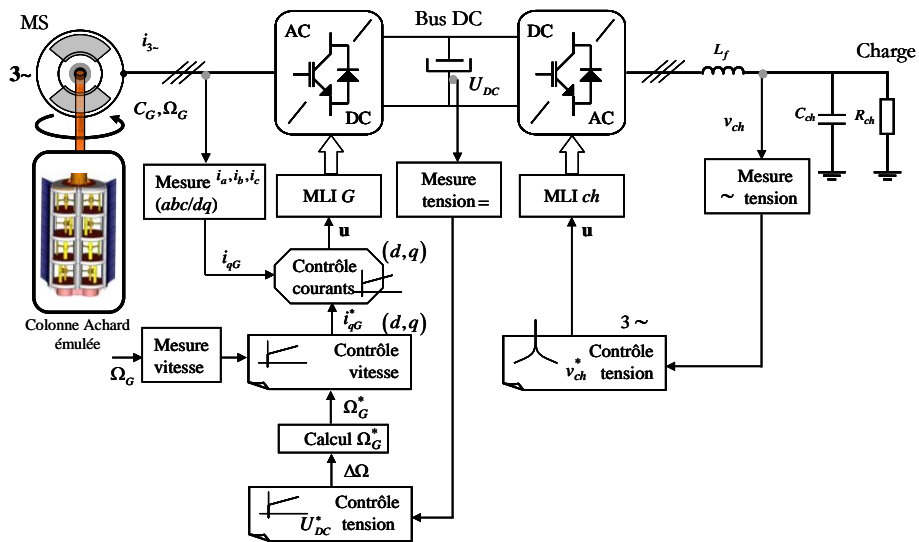 MS
3~
i3~
CG, ΩG
AC
DC
Bus DC
UDC
DC
AC
Lf
Charge
vch
Cch
Rch
Mesure ia, ib, ic
(abc/dq)
MLI G
Mesure
tension =
MLI ch
Mesure
~ tension
u
u
iqG
(d,q)
Contrôle
courants
Colonne Achard
émulée
i*qG
(d,q)
3 ~
Mesure
vitesse
ΩG
Contrôle
vitesse
v*ch
Contrôle
tension
Ω*G
Calcul Ω*G
ΔΩ
U*DC
Contrôle
tension